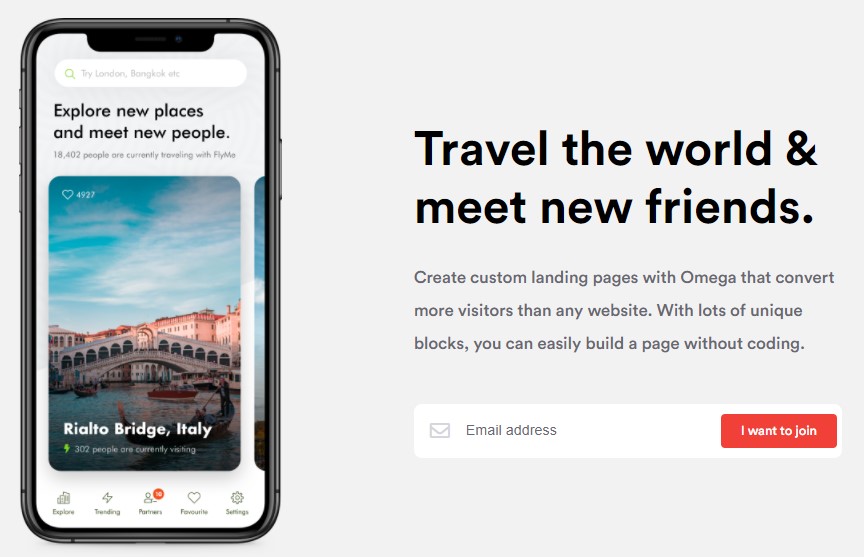 Try London, Bangkok etc
Explore new places
and meet new people.
18,402 people are currently traveling with FlyMe
4927
Rialto Bridge, Italy
302 people are currently visiting
Explore
Trending
10
Partners
Favourite
Settings
Travel the world &
meet new friends.
Create custom landing pages with Omega that convert
more visitors than any website. With lots of unique
blocks, you can easily build a page without coding.
Email address
I want to join